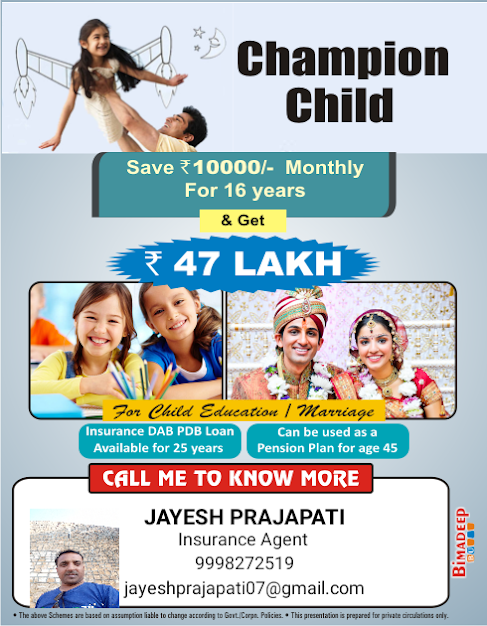 Champion
Child
Save ₹10000/- Monthly
For 16 years
& Get
₹ 47 LAKH
For Child Education / Marriage
Insurance DAB PDB Loan
Available for 25 years
Can be used as a
Pension Plan for age 45
CALL ME TO KNOW MORE
JAYESH PRAJAPATI
Insurance Agent
9998272519
jayeshprajapati07@gmail.com
BIMADEEP
• The above Schemes are based on assumption liable to change according to Govt./Corpn. Policies. • This presentation is prepared for private circulations only.